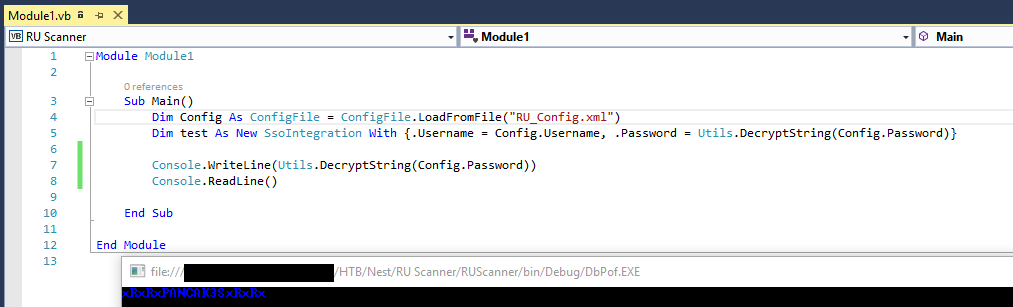 Module1.vb
RU Scanner Module1 Main
1 Module Module1
2
0 references
3 Sub Main()
4 Dim Config As ConfigFile = ConfigFile.LoadFromFile("RU_Config.xml")
5 Dim test As New SsoIntegration With {.Username = Config.Username, .Password = Utils.DecryptString(Config.Password)}
6
7 Console.WriteLine(Utils.DecryptString(Config.Password))
8 Console.ReadLine()
9
10 End Sub
11
12 End Module
13
file:/// /HTB/Nest/RU Scanner/RUScanner/bin/Debug/DbPof.EXE
xRxRxPANCAK3SxRxRx